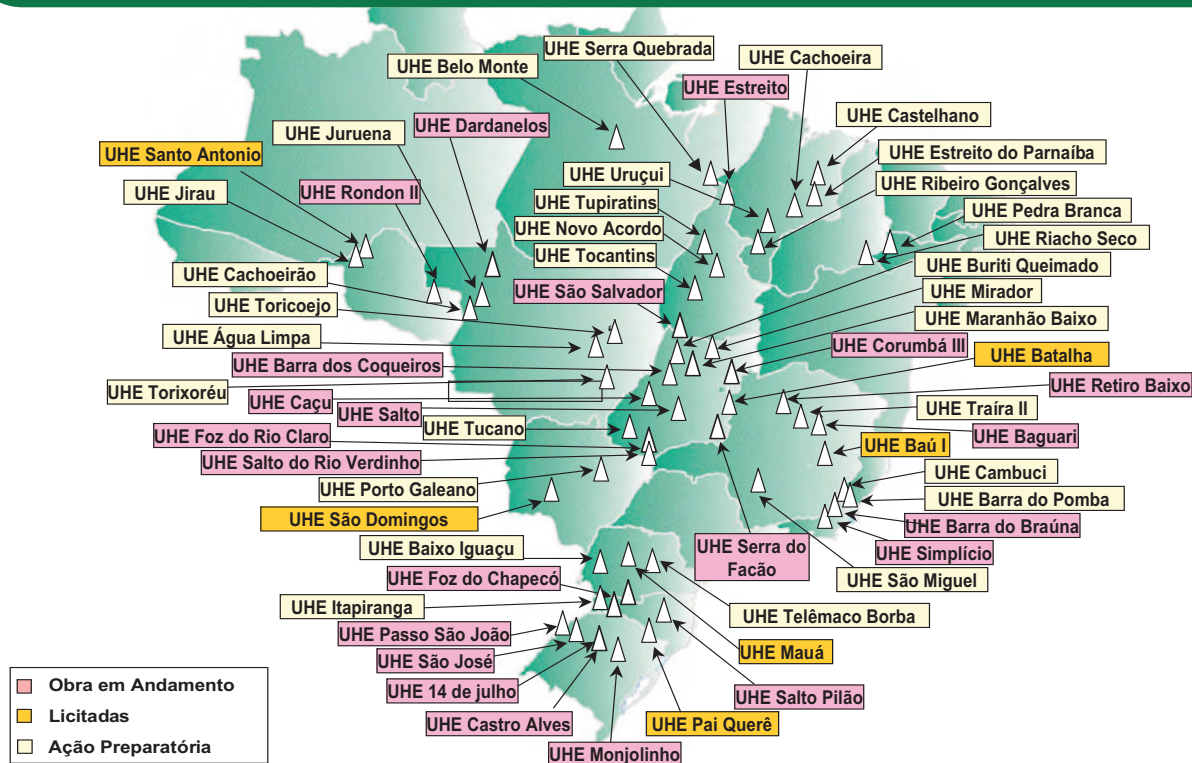 UHE Serra Quebrada
UHE Cachoeira
UHE Belo Monte
UHE Estreito
UHE Castelhano
UHE Dardanelos
UHE Juruena
UHE Santo Antonio
UHE Estreito do Parnaíba
UHE Uruçui
UHE Ribeiro Gonçalves
UHE Rondon II
UHE Jirau
UHE Tupiratins
UHE Pedra Branca
UHE Novo Acordo
UHE Riacho Seco
UHE Tocantins
UHE Buriti Queimado
UHE Cachoeirão
UHE São Salvador
UHE Mirador
UHE Toricoejo
UHE Maranhão Baixo
UHE Água Limpa
UHE Corumbá III
UHE Batalha
UHE Barra dos Coqueiros
UHE Retiro Baixo
UHE Torixoréu
UHE Caçu
UHE Salto
UHE Traíra II
UHE Tucano
UHE Baguari
UHE Foz do Rio Claro
UHE Baú I
UHE Salto do Rio Verdinho
UHE Cambuci
UHE Porto Galeano
UHE Barra do Pomba
UHE São Domingos
UHE Barra do Braúna
UHE Serra do
Facão
UHE Simplício
UHE Baixo Iguaçu
UHE São Miguel
UHE Foz do Chapecó
UHE Itapiranga
UHE Telêmaco Borba
UHE Passo São João
UHE Mauá
UHE São José
UHE 14 de julho
UHE Salto Pilão
UHE Castro Alves
UHE Pai Querê
UHE Monjolinho
Obra em Andamento
Licitadas
Ação Preparatória